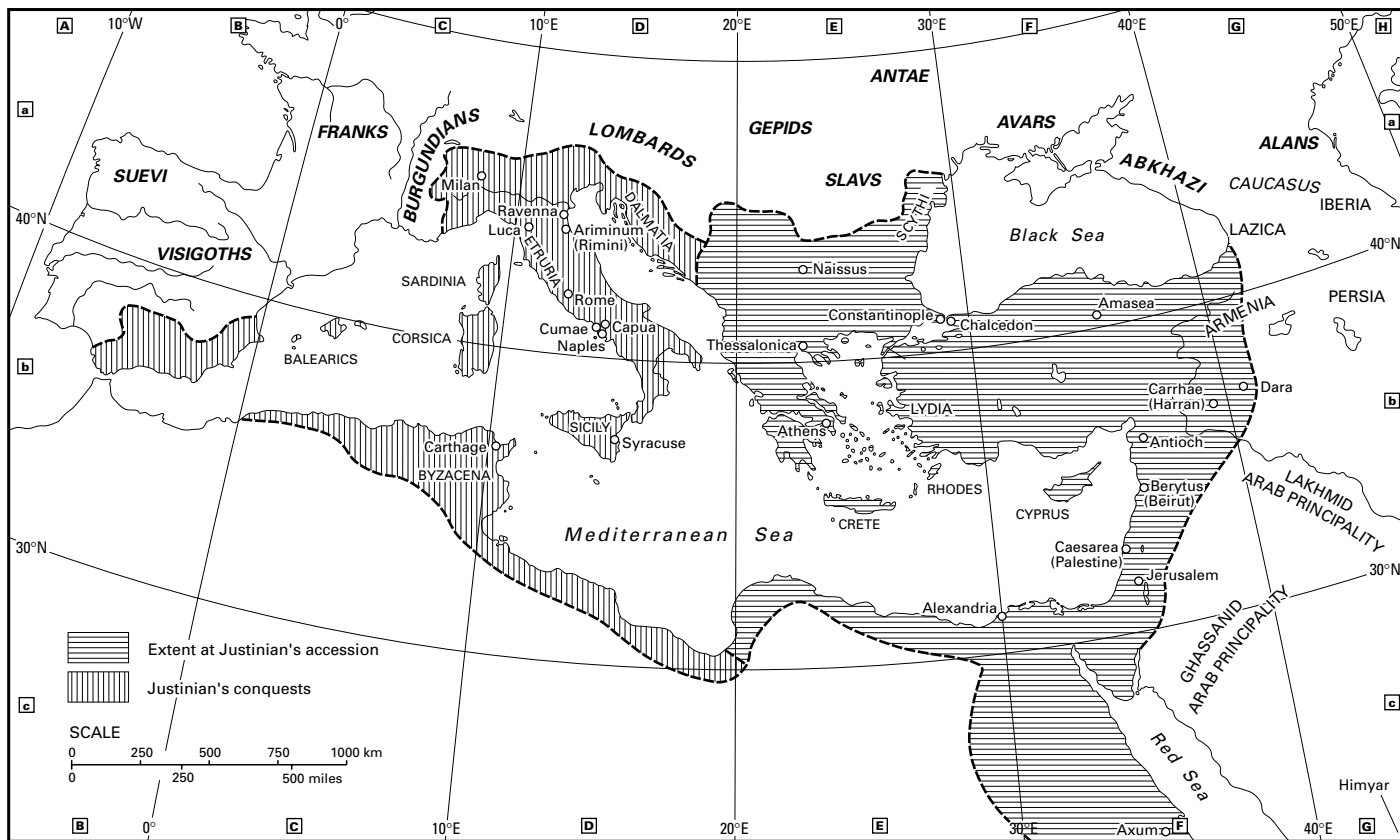 A
10°W
B
0°
C
10°E
D
20°E
E
30°E
F
40°E
G
50°E
H
a
a
ANTAE
FRANKS
BURGUNDIANS
LOMBARDS
GEPIDS
AVARS
ALANS
SUEVI
SLAVS
ABKHAZI
CAUCASUS
IBERIA
Milan
SCYTHI
40°N
Ravenna
DALMATIA
Luca
Ariminum
(Rimini)
Black Sea
LAZICA
40°N
VISIGOTHS
ETRURIA
Naissus
SARDINIA
Rome
Amasea
ARMENIA
PERSIA
Constantinople
Chalcedon
Cumae
Capua
Naples
CORSICA
BALEARICS
Thessalonica
b
b
Carrhae
(Harran)
Dara
LYDIA
SICILY
Athens
Syracuse
Antioch
Carthage
BYZACENA
RHODES
Berytus
(Beirut)
LAKHMID
ARAB PRINCIPALITY
CYPRUS
CRETE
Mediterranean Sea
30°N
Caesarea
(Palestine)
Jerusalem
30°N
Alexandria
GHASSANID
ARAB PRINCIPALITY
Extent at Justinian's accession
Justinian's conquests
c
c
SCALE
0 250 500 750 1000 km
0 250 500 miles
Red Sea
Himyar
B
0°
C
10°E
D
20°E
E
30°E
Axum
F
40°E
G